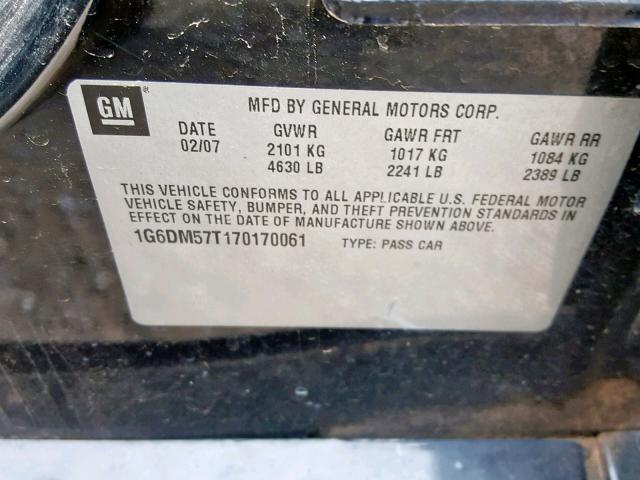 GM ®
MFD BY GENERAL MOTORS CORP.
DATE GVWR GAWR FRT GAWR RR
02/07 2101 KG 1017 KG 1084 KG
4630 LB 2241 LB 2389 LB
THIS VEHICLE CONFORMS TO ALL APPLICABLE U.S. FEDERAL MOTOR
VEHICLE SAFETY, BUMPER, AND THEFT PREVENTION STANDARDS IN
EFFECT ON THE DATE OF MANUFACTURE SHOWN ABOVE.
1G6DM57T170170061 TYPE: PASS CAR